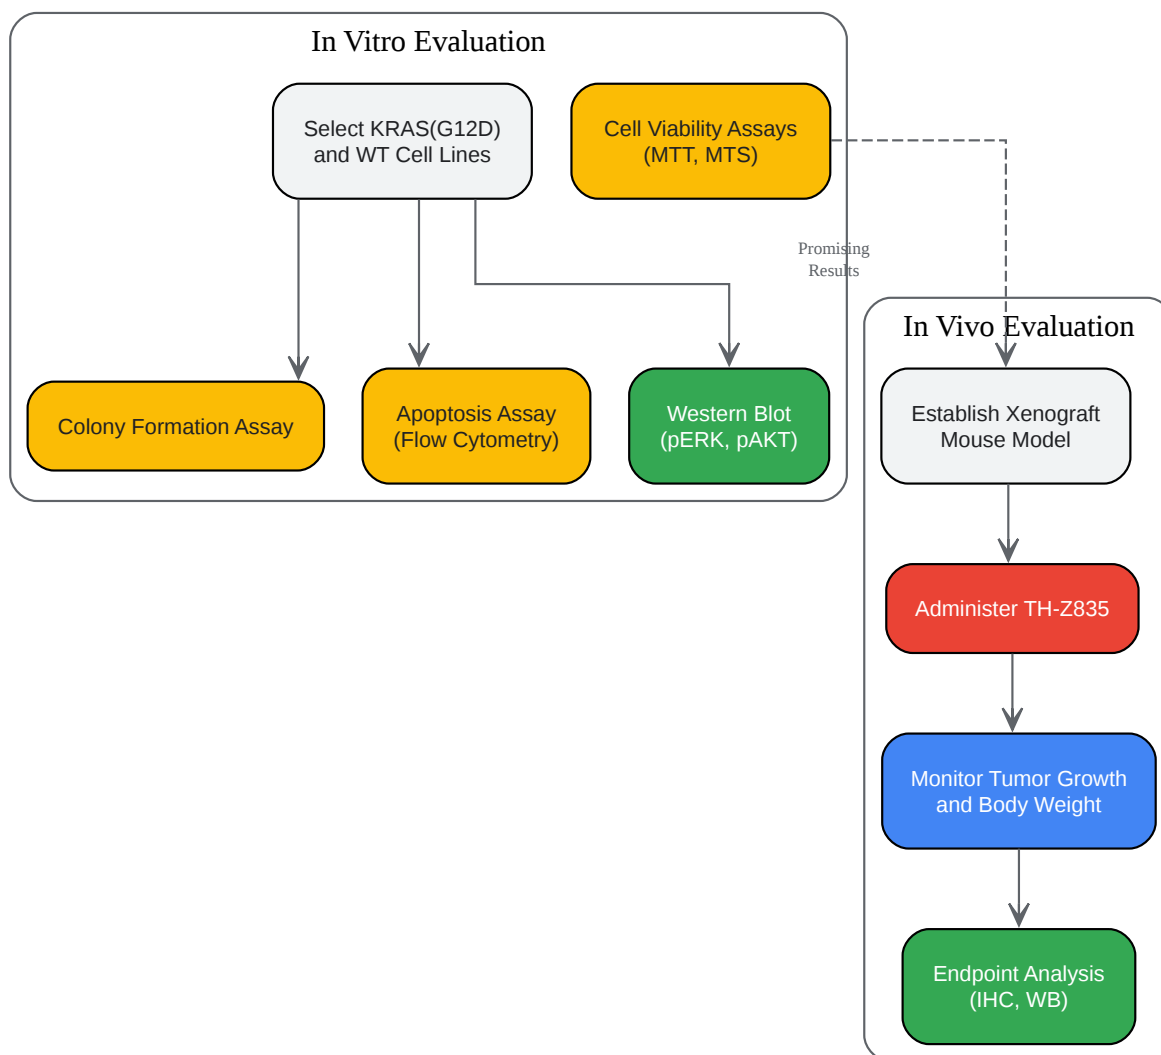 In Vitro Evaluation
Select KRAS(G12D)
and WT Cell Lines
Cell Viability Assays
(MTT, MTS)
Promising
Results
Colony Formation Assay
Apoptosis Assay
(Flow Cytometry)
Western Blot
(pERK, pAKT)
In Vivo Evaluation
Establish Xenograft
Mouse Model
Administer TH-Z835
Monitor Tumor Growth
and Body Weight
Endpoint Analysis
(IHC, WB)